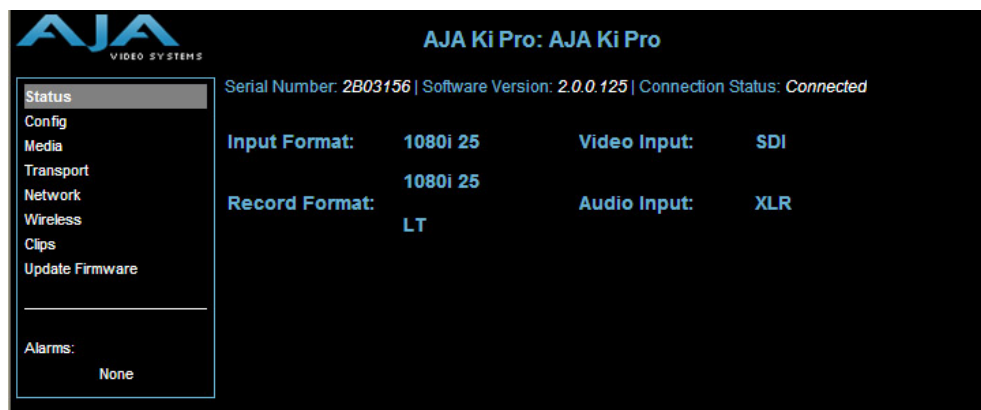 AJA
VIDEO SYSTEMS
AJA Ki Pro: AJA Ki Pro
Serial Number: 2B03156 | Software Version: 2.0.0.125 | Connection Status: Connected
Status
Config
Media
Transport
Network
Wireless
Clips
Update Firmware
Alarms:
None
Input Format: 1080i 25 Video Input: SDI
1080i 25
Record Format: Audio Input: XLR
LT